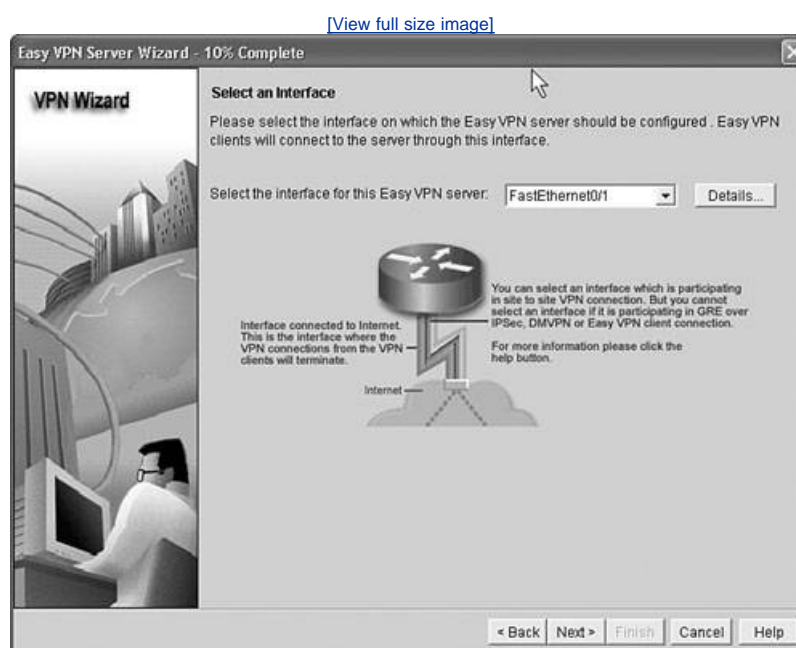 [View full size image]
Easy VPN Server Wizard - 10% Complete
VPN Wizard
Select an Interface
Please select the interface on which the Easy VPN server should be configured . Easy VPN
clients will connect to the server through this interface.
Select the interface for this Easy VPN server:
FastEthernet0/1
Details...
Interface connected to Internet.
This is the interface where the
VPN connections from the VPN
clients will terminate.
You can select an interface which is participating
in site to site VPN connection. But you cannot
select an interface if it is participating in GRE over
IPSec, DMVPN or Easy VPN client connection.
For more information please click the
help button.
Internet
< Back
Next >
Finish
Cancel
Help